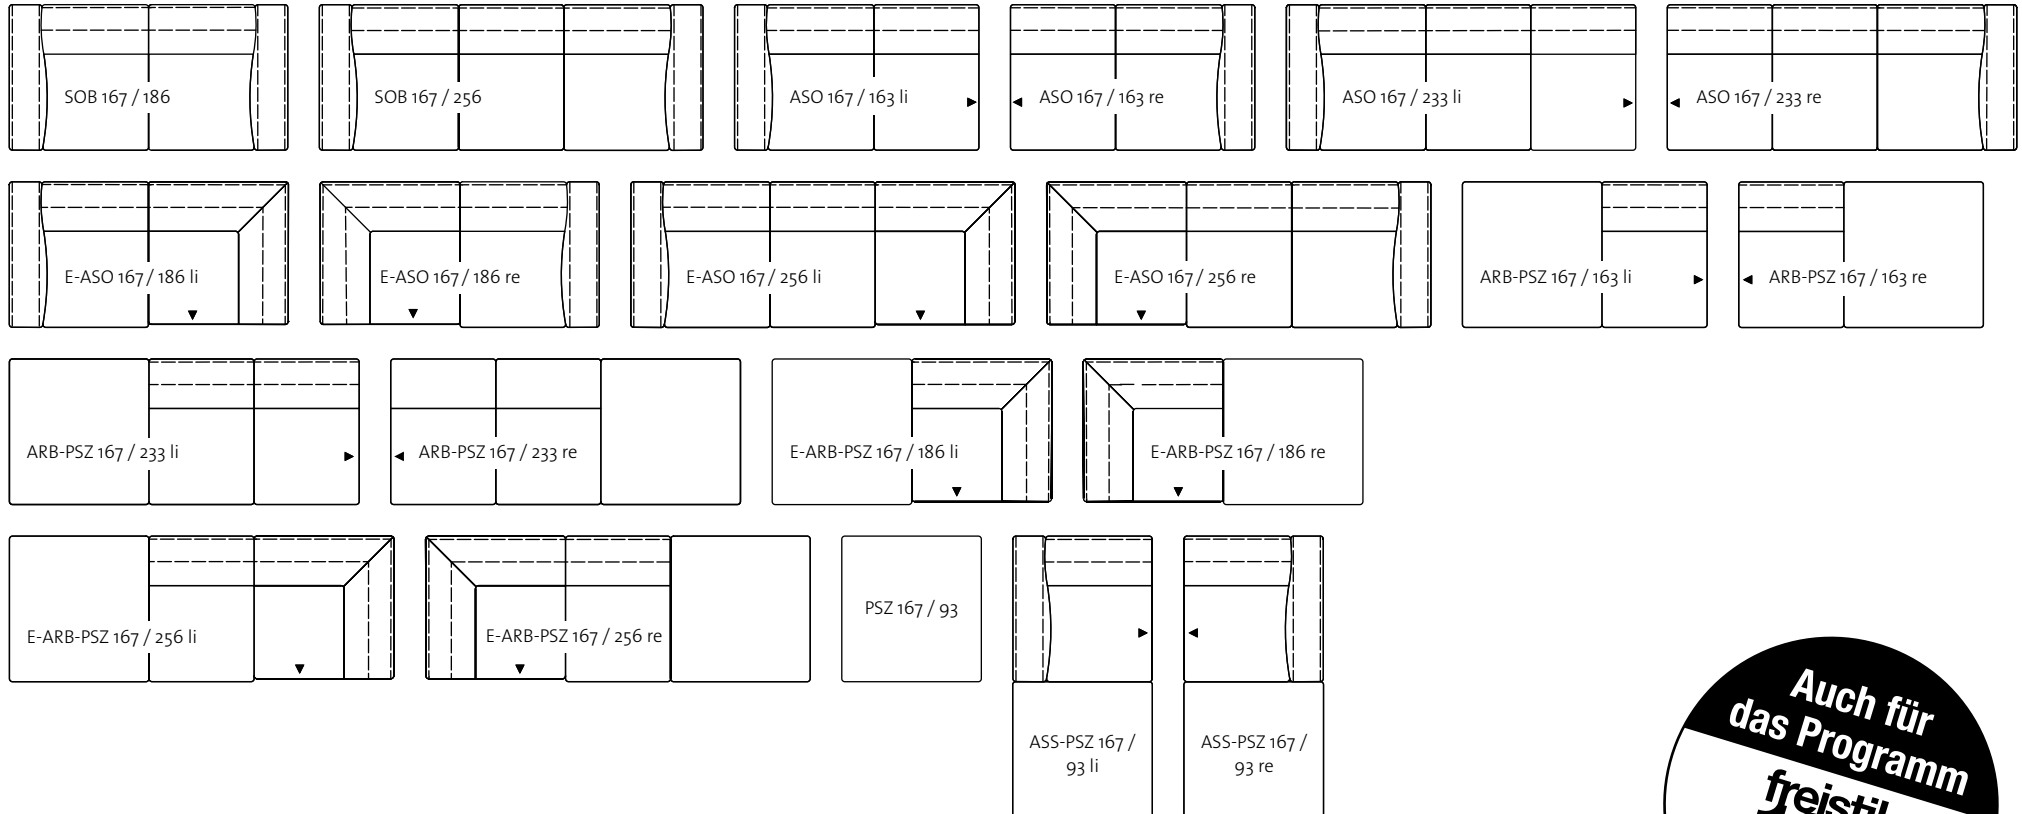 SOB 167 / 186
SOB 167 / 256
ASO 167 / 163 li
ASO 167 / 163 re
ASO 167 / 233 li
ASO 167 / 233 re
E-ASO 167 / 186 li
E-ASO 167 / 186 re
E-ASO 167 / 256 li
E-ASO 167 / 256 re
ARB-PSZ 167 / 163 li
ARB-PSZ 167 / 163 re
ARB-PSZ 167 / 233 li
ARB-PSZ 167 / 233 re
E-ARB-PSZ 167 / 186 li
E-ARB-PSZ 167 / 186 re
E-ARB-PSZ 167 / 256 li
E-ARB-PSZ 167 / 256 re
PSZ 167 / 93
ASS-PSZ 167 /
93 li
ASS-PSZ 167 /
93 re
Auch für
das Programm
freistil